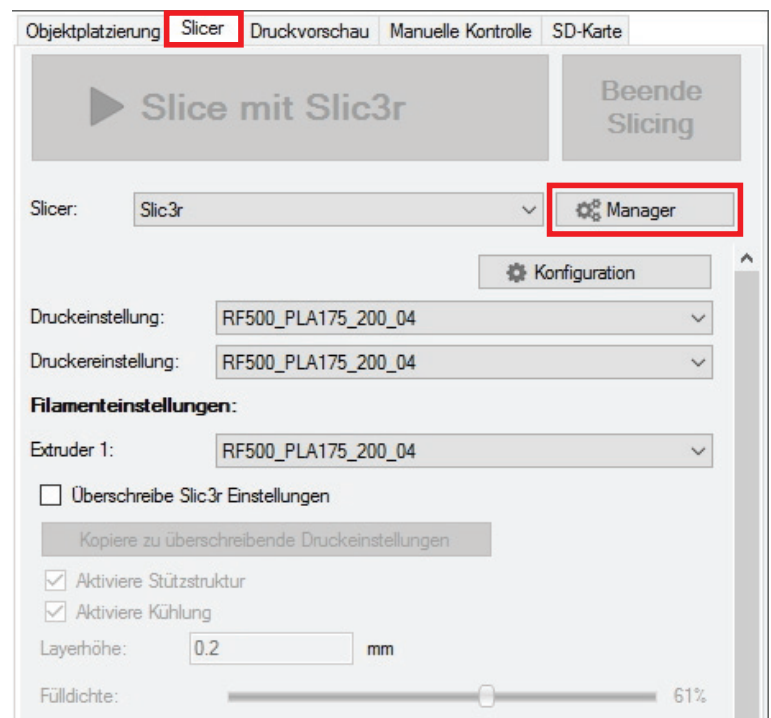 Objektplatzierung Slicer Druckvorschau Manuelle Kontrolle SD-Karte
Slice mit Slic3r
Beende Slicing
Slicer: Slic3r Manager
Konfiguration
Druckeinstellung: RF500_PLA175_200_04
Druckereinstellung: RF500_PLA175_200_04
Filamenteinstellungen:
Extruder 1: RF500_PLA175_200_04
Überschreibe Slic3r Einstellungen
Kopiere zu überschreibende Druckeinstellungen
Aktiviere Stützstruktur
Aktiviere Kühlung
Layerhöhe: 0.2 mm
Fülldichte: 61%